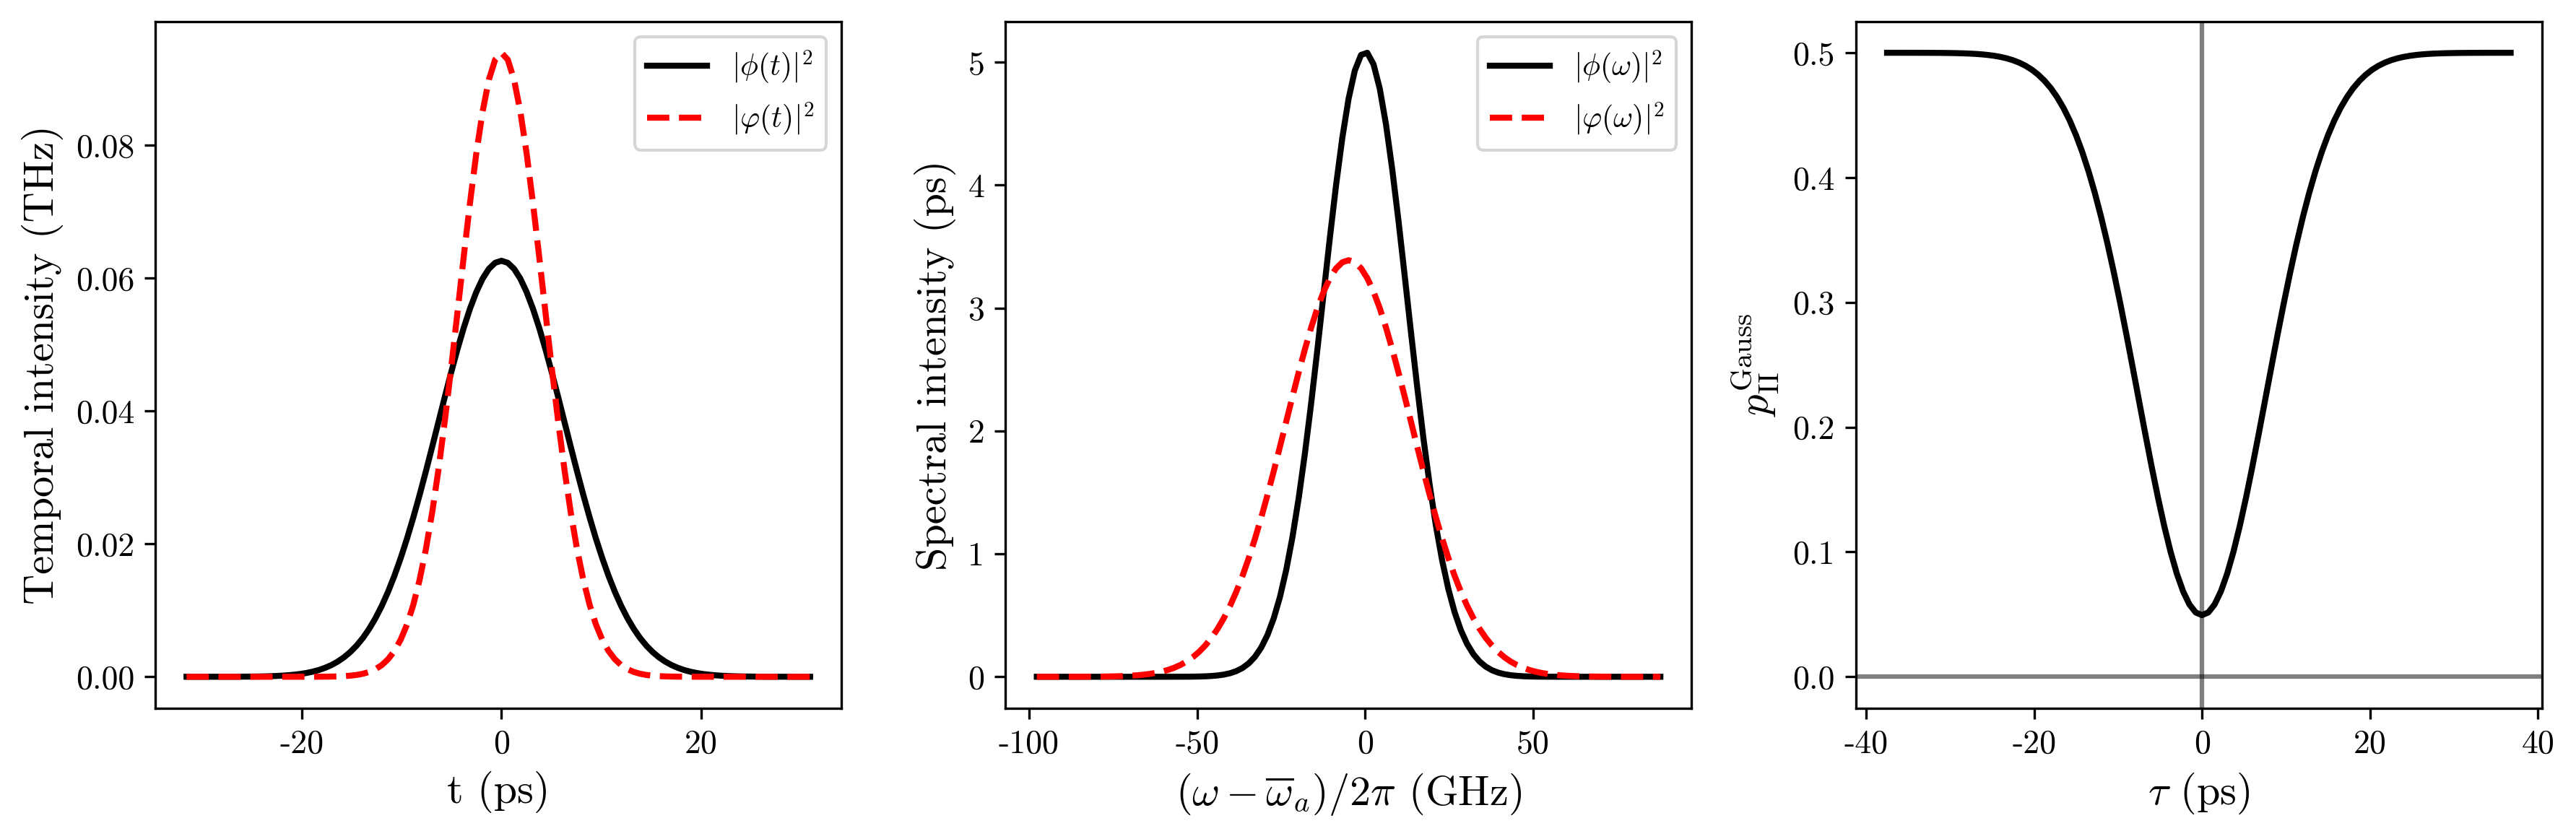 Temporal intensity (THz)
0.08
0.06
0.04
0.02
0.00
-20 0 20
t (ps)
|ϕ(t)|²
|φ(t)|²
Spectral intensity (ps)
5
4
3
2
1
0
-100 -50 0 50
(ω − ω̅ₐ)/2π (GHz)
|ϕ(ω)|²
|φ(ω)|²
p_II^Gauss
0.5
0.4
0.3
0.2
0.1
0.0
-40 -20 0 20 40
τ (ps)